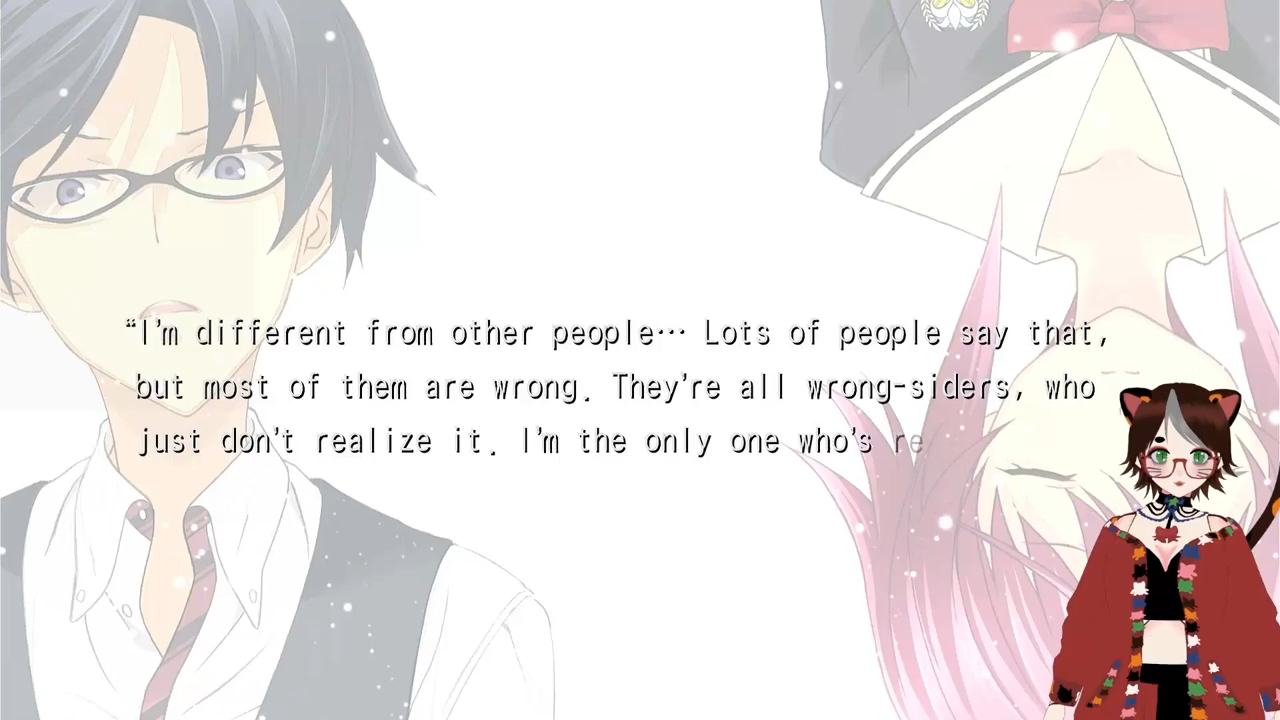 “I’m different from other people… Lots of people say that,
but most of them are wrong. They’re all wrong-siders, who
just don’t realize it. I’m the only one who’s re